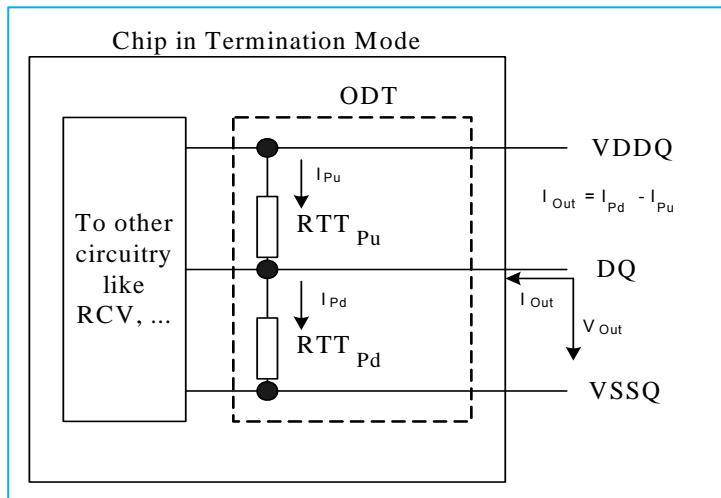 Chip in Termination Mode
ODT
VDDQ
I Pu
I Out = I Pd - I Pu
To other
circuitry
like
RCV, ...
RTT Pu
DQ
I Out
I Pd
V Out
RTT Pd
VSSQ